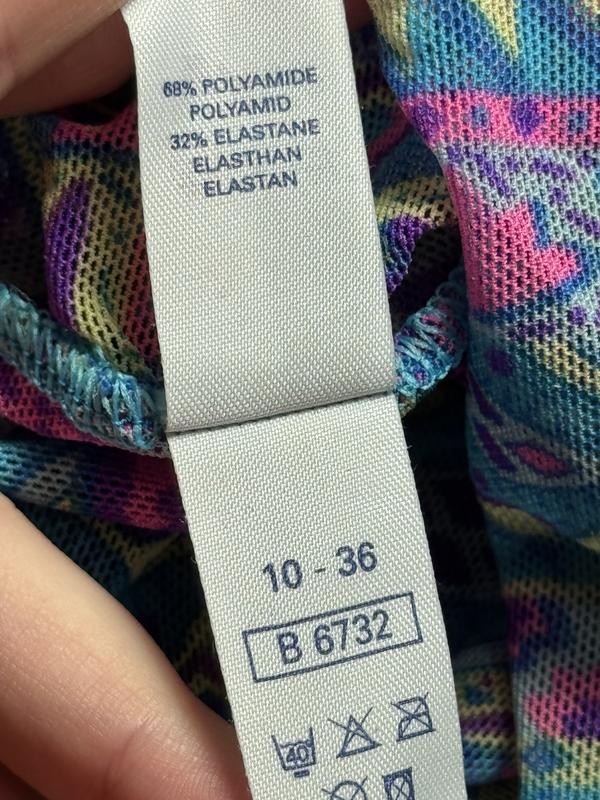 68% POLYAMIDE
POLYAMID
32% ELASTANE
ELASTHAN
ELASTAN
10 - 36
B 6732
40